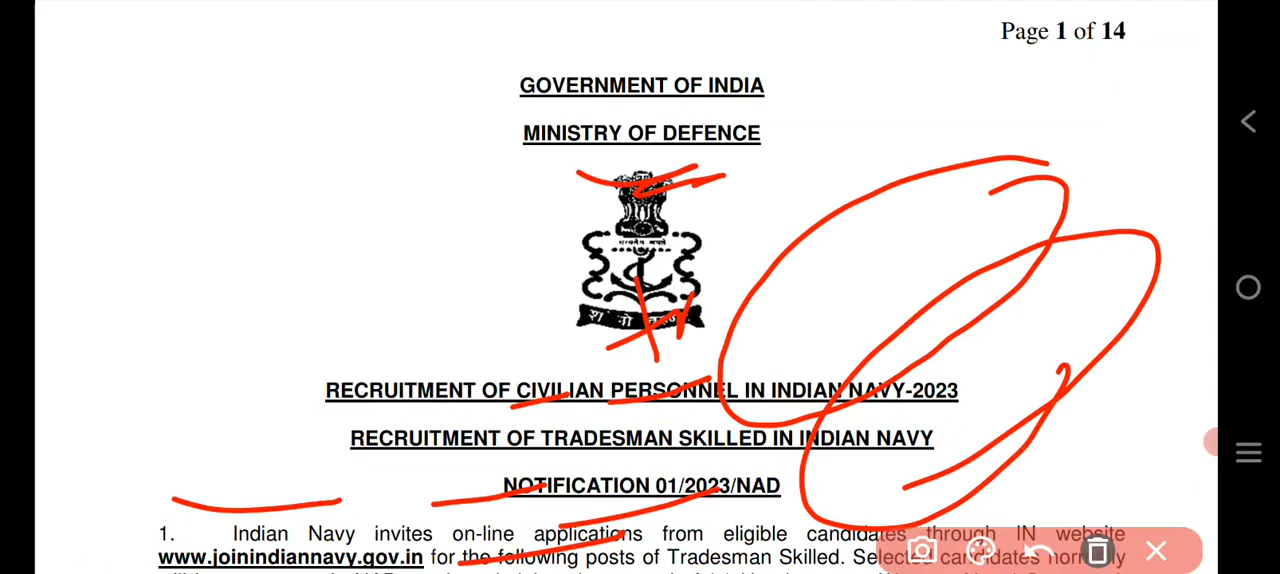 Page 1 of 14
GOVERNMENT OF INDIA
MINISTRY OF DEFENCE
RECRUITMENT OF CIVILIAN PERSONNEL IN INDIAN NAVY-2023
RECRUITMENT OF TRADESMAN SKILLED IN INDIAN NAVY
NOTIFICATION 01/2023/NAD
1. Indian Navy invites on-line applications from eligible candidates through IN website
www.joinindiannavy.gov.in for the following posts of Tradesman Skilled. Selected candidates normally